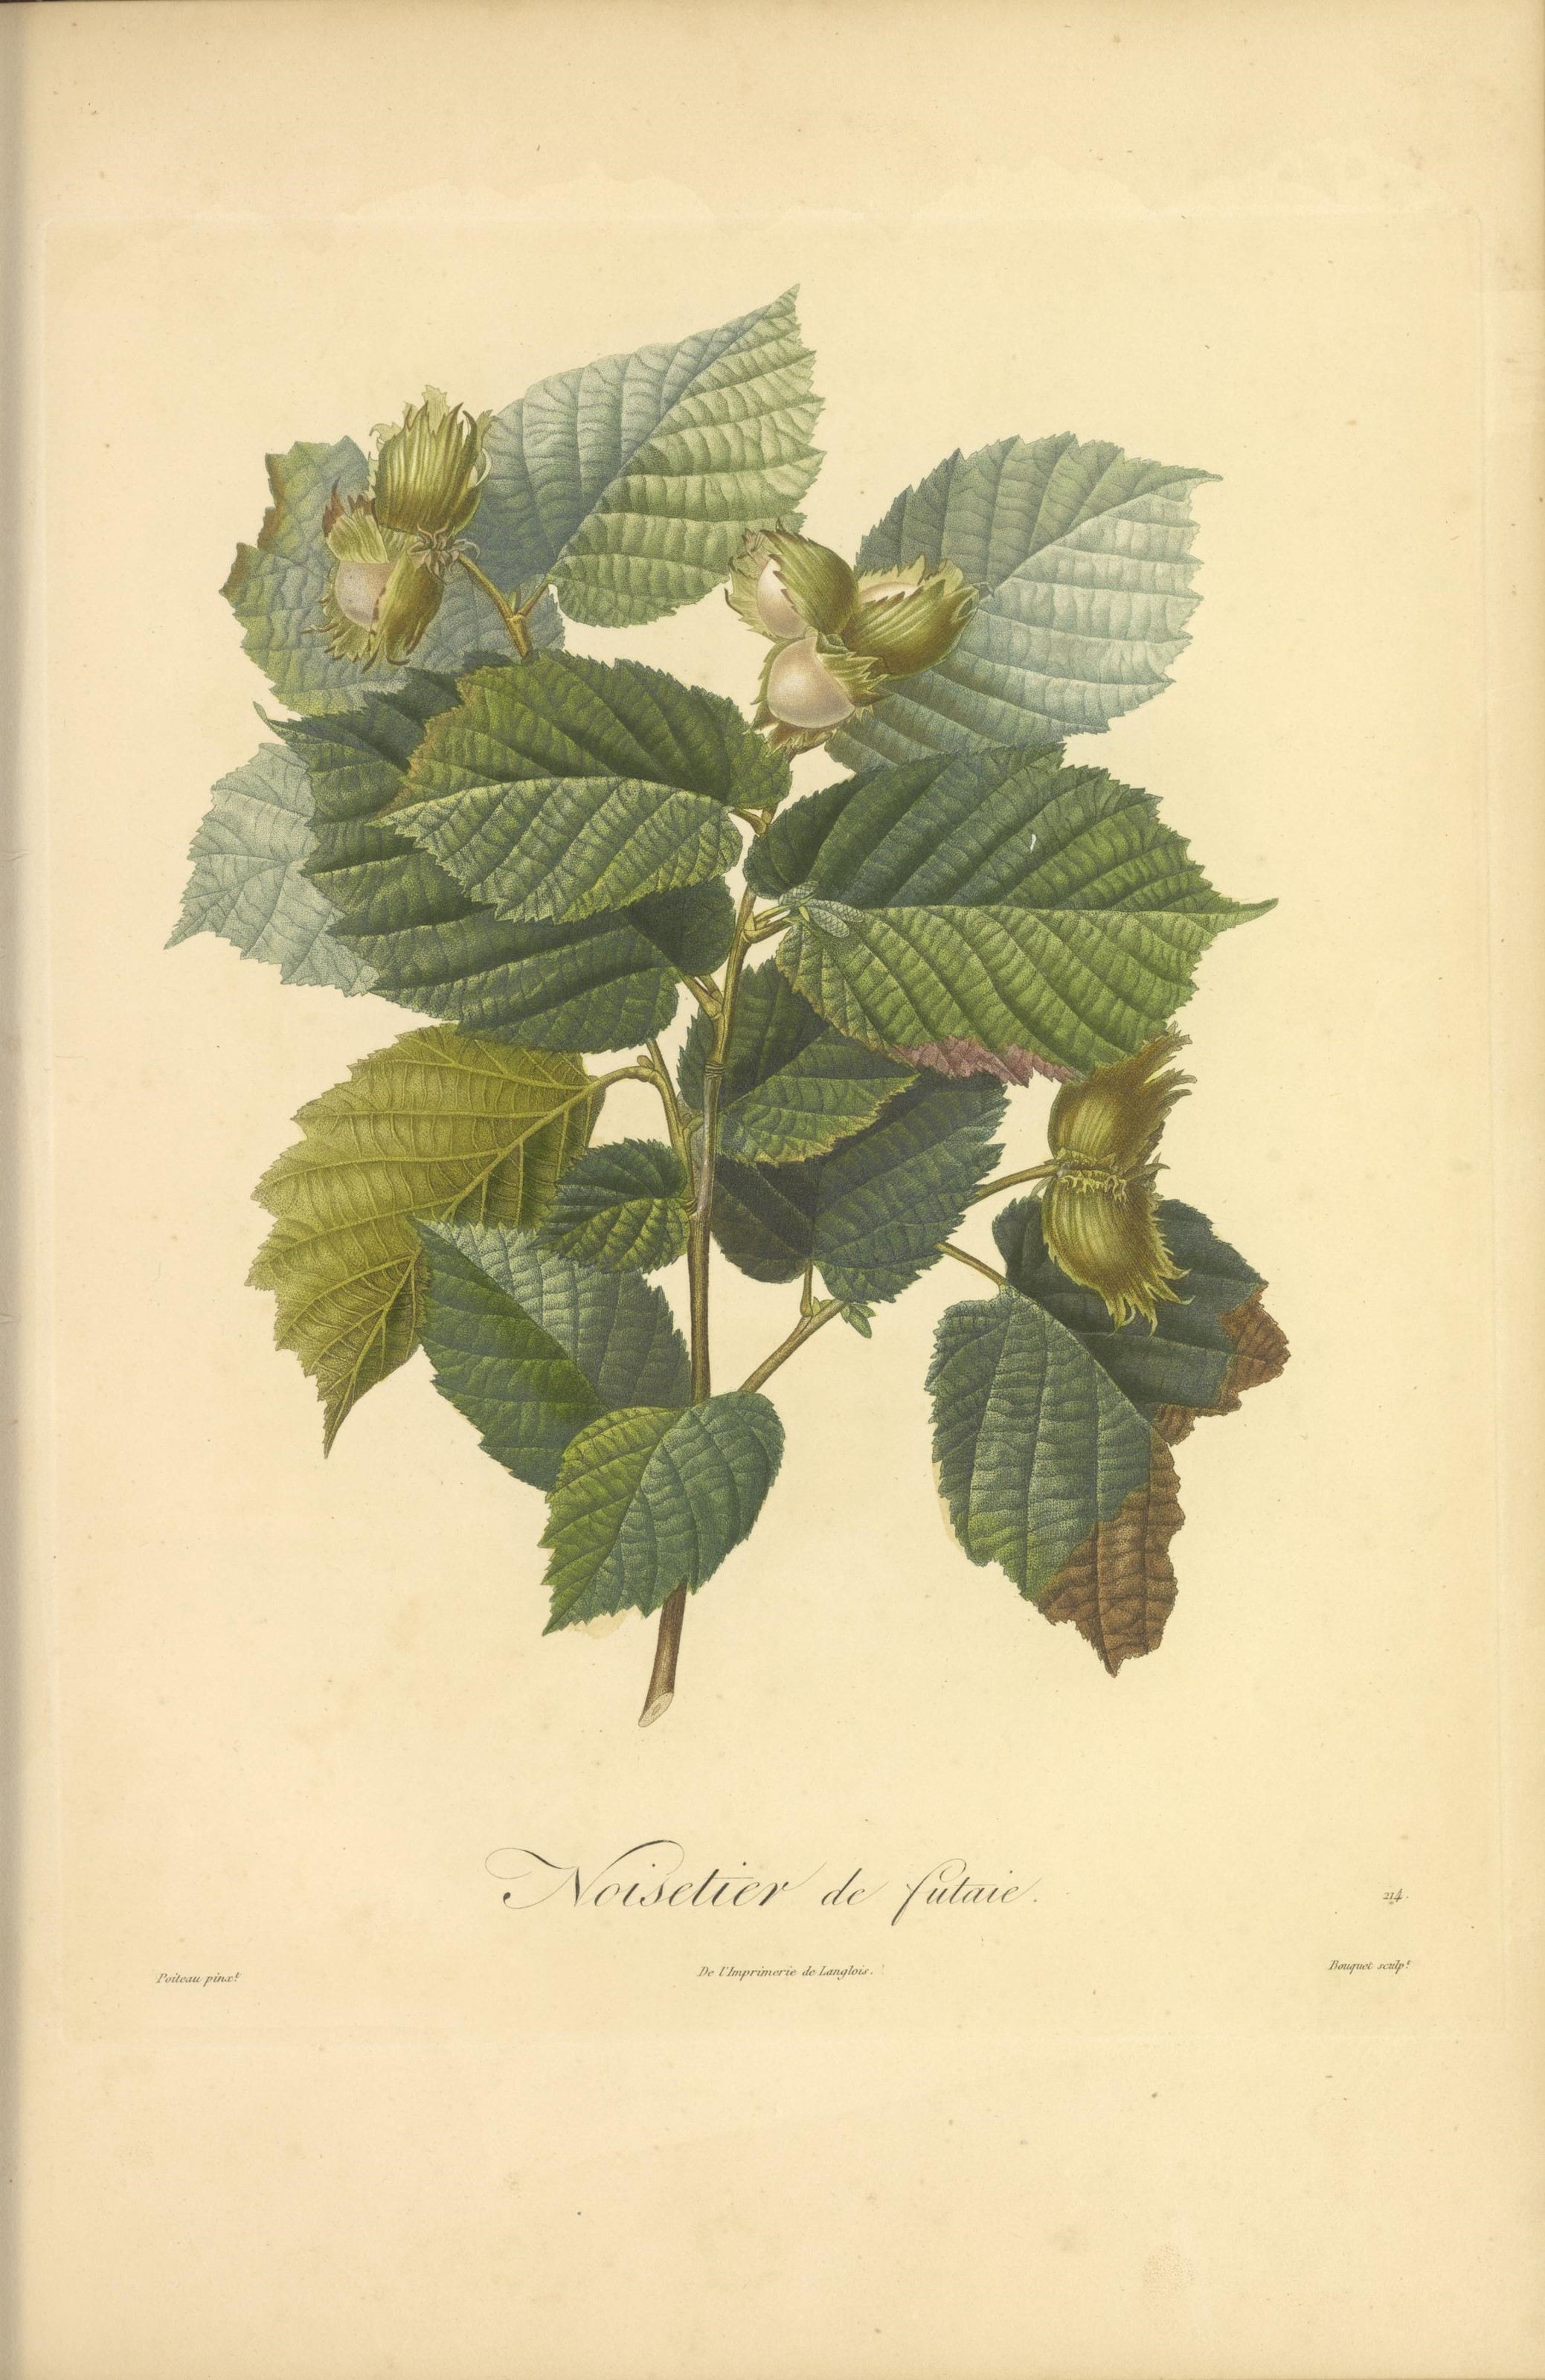 Noisetier de futaie.
214.
Poiteau pinx.t
De l'Imprimerie de Langlois.
Bouquet sculp.t